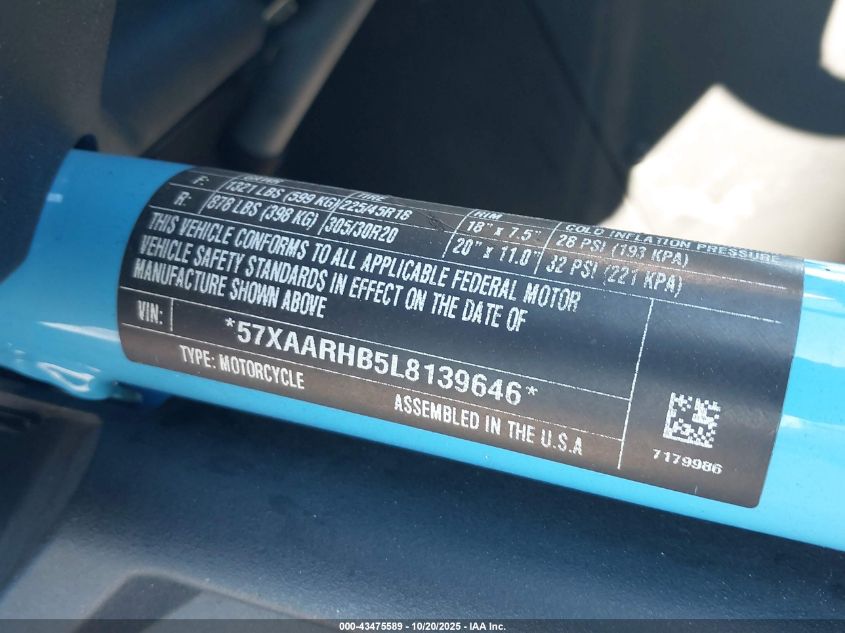 F: 1321 LBS (599 KG) 225/45R18 18" x 7.5" 28 PSI (193 KPA)
R: 878 LBS (398 KG) 305/30R20 20" x 11.0" 32 PSI (221 KPA)
TIRE RIM COLD INFLATION PRESSURE
THIS VEHICLE CONFORMS TO ALL APPLICABLE FEDERAL MOTOR
VEHICLE SAFETY STANDARDS IN EFFECT ON THE DATE OF
MANUFACTURE SHOWN ABOVE
VIN: *57XAARHB5L8139646*
TYPE: MOTORCYCLE
ASSEMBLED IN THE U.S.A
7179986
000-43475589 - 10/20/2025 - IAA Inc.